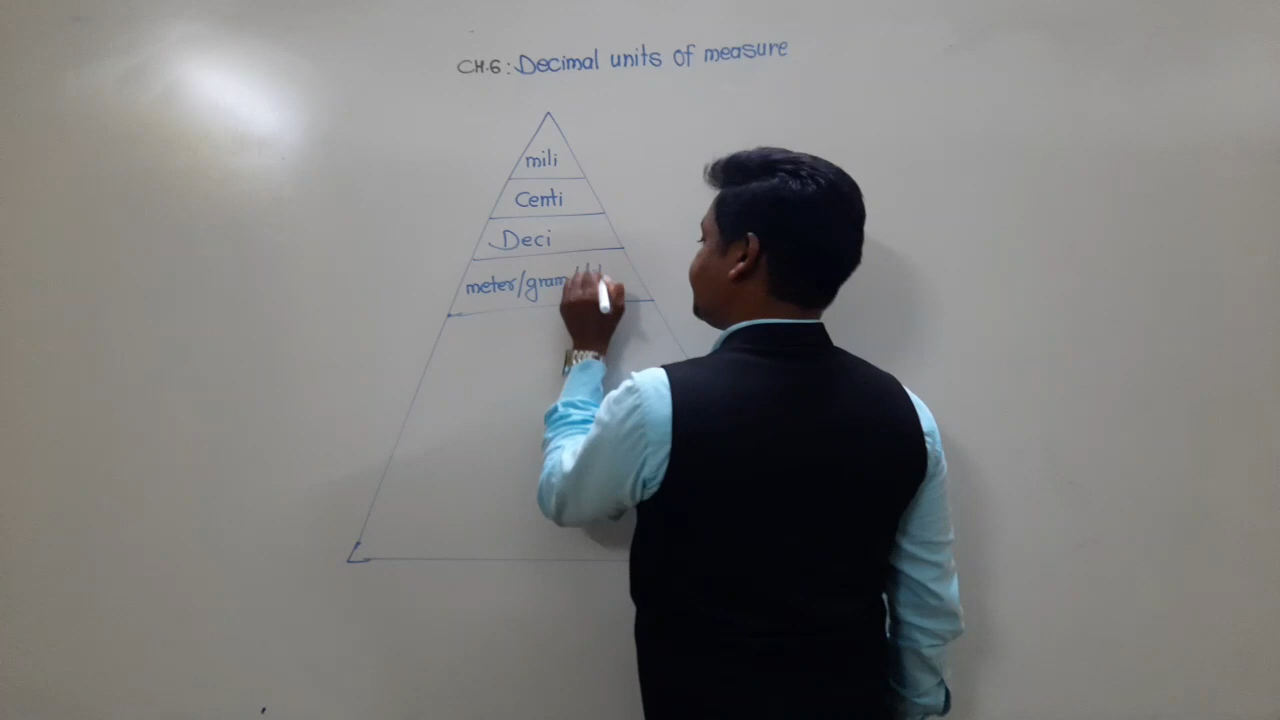 CH.6: Decimal units of measure
mili
Centi
Deci
meter/gram